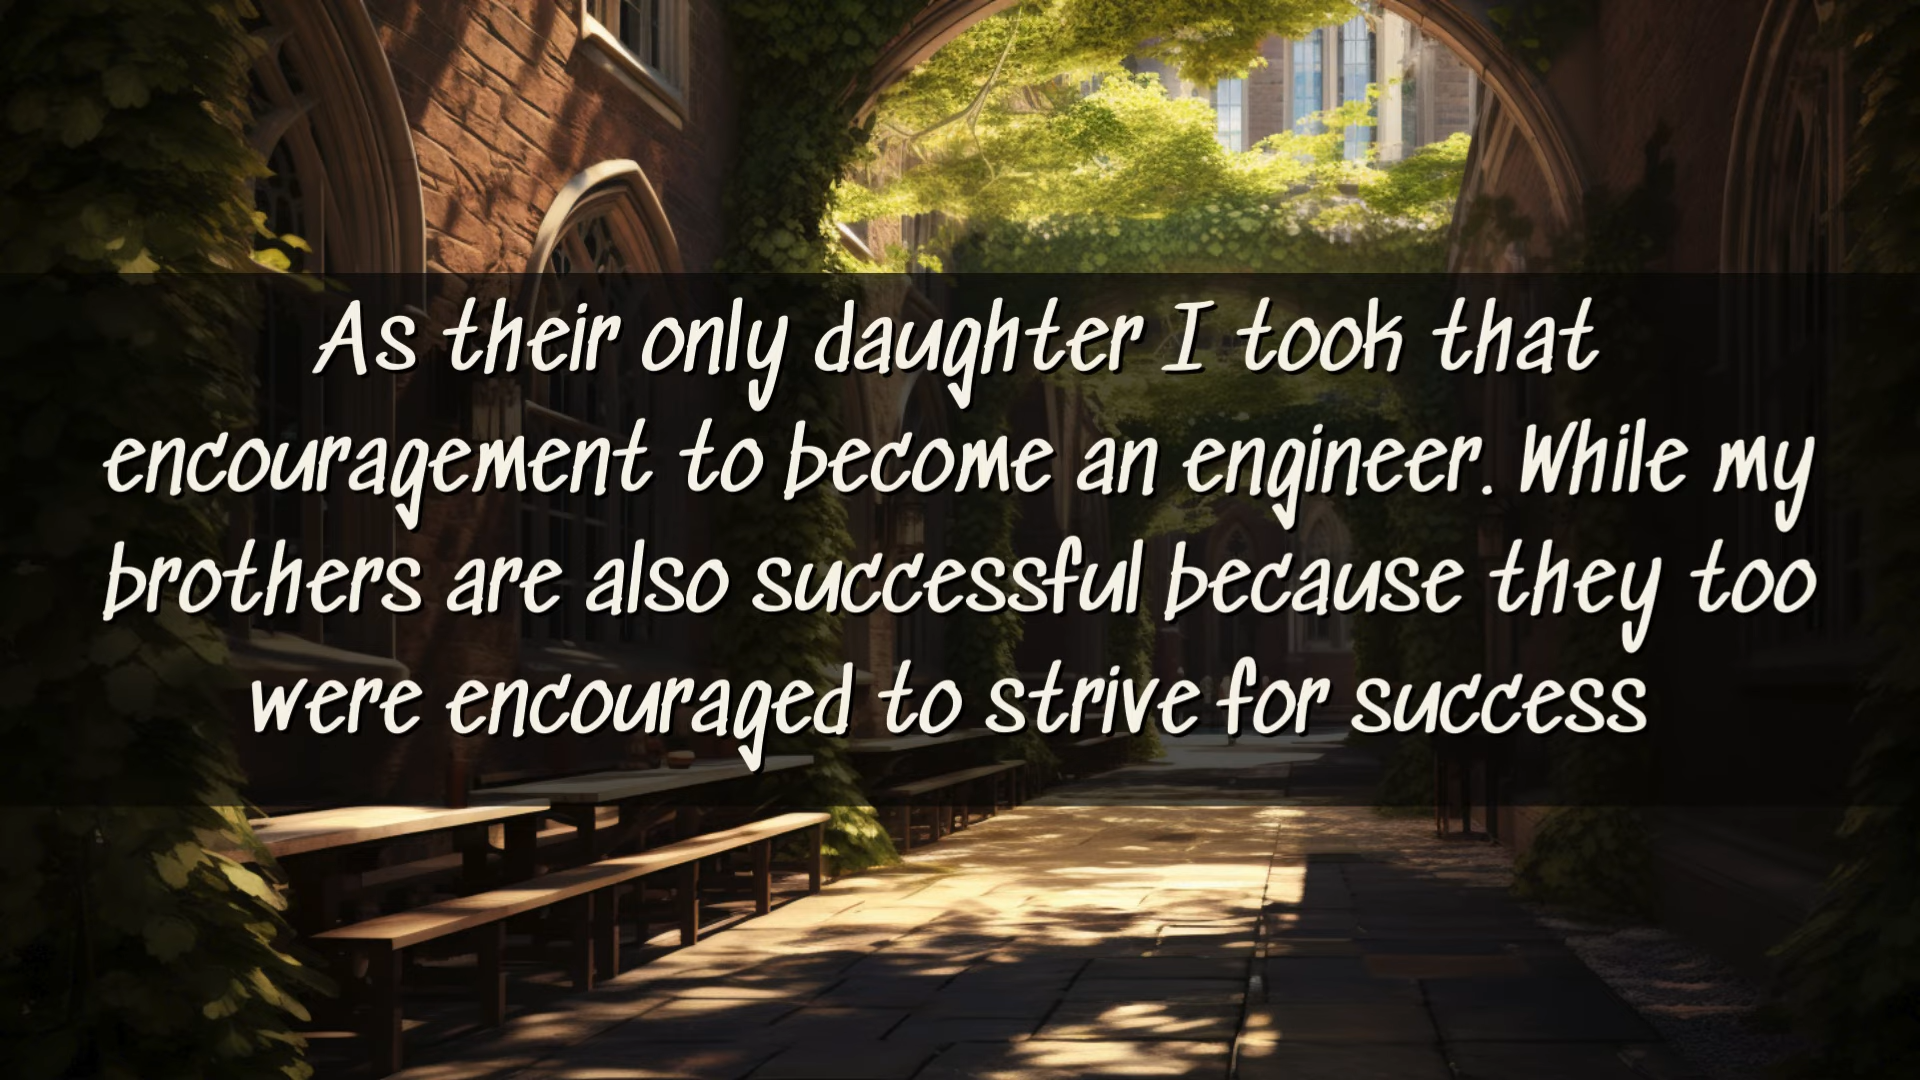 As their only daughter I took that
encouragement to become an engineer. While my
brothers are also successful because they too
were encouraged to strive for success